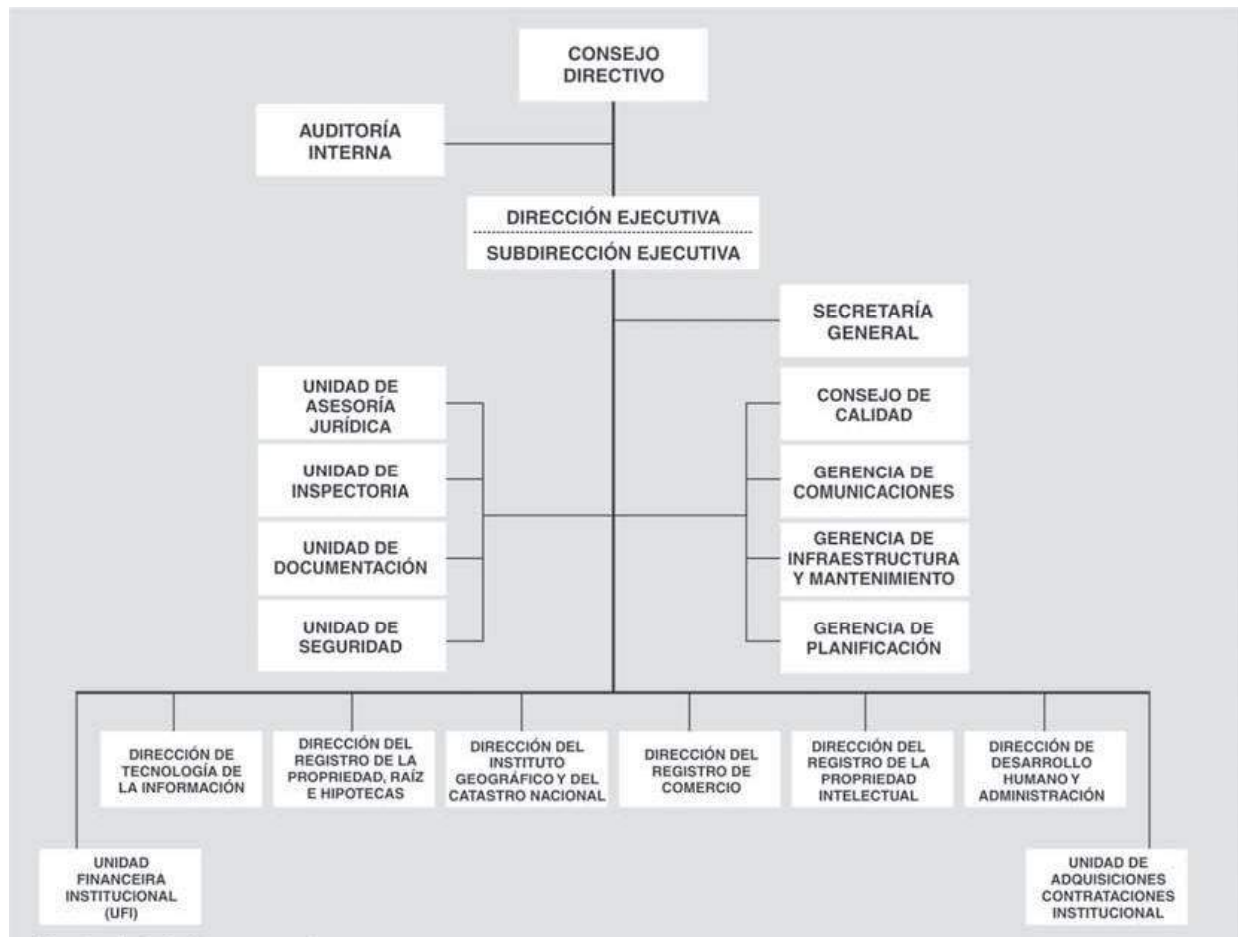 CONSEJO
DIRECTIVO
AUDITORÍA
INTERNA
DIRECCIÓN EJECUTIVA
SUBDIRECCIÓN EJECUTIVA
SECRETARÍA
GENERAL
UNIDAD DE
ASESORÍA
JURÍDICA
UNIDAD DE
INSPECTORIA
UNIDAD DE
DOCUMENTACIÓN
UNIDAD DE
SEGURIDAD
CONSEJO DE
CALIDAD
GERENCIA DE
COMUNICACIONES
GERENCIA DE
INFRAESTRUCTURA
Y MANTENIMIENTO
GERENCIA DE
PLANIFICACIÓN
DIRECCIÓN DE
TECNOLOGÍA DE
LA INFORMACIÓN
DIRECCIÓN DEL
REGISTRO DE LA
PROPRIEDAD, RAÍZ
E HIPOTECAS
DIRECCIÓN DEL
INSTITUTO
GEOGRÁFICO Y DEL
CATASTRO NACIONAL
DIRECCIÓN DEL
REGISTRO DE
COMERCIO
DIRECCIÓN DEL
REGISTRO DE LA
PROPRIEDAD
INTELECTUAL
DIRECCIÓN DE
DESARROLLO
HUMANO Y
ADMINISTRACIÓN
UNIDAD
FINANCEIRA
INSTITUCIONAL
(UFI)
UNIDAD DE
ADQUISICIONES
CONTRATACIONES
INSTITUCIONAL